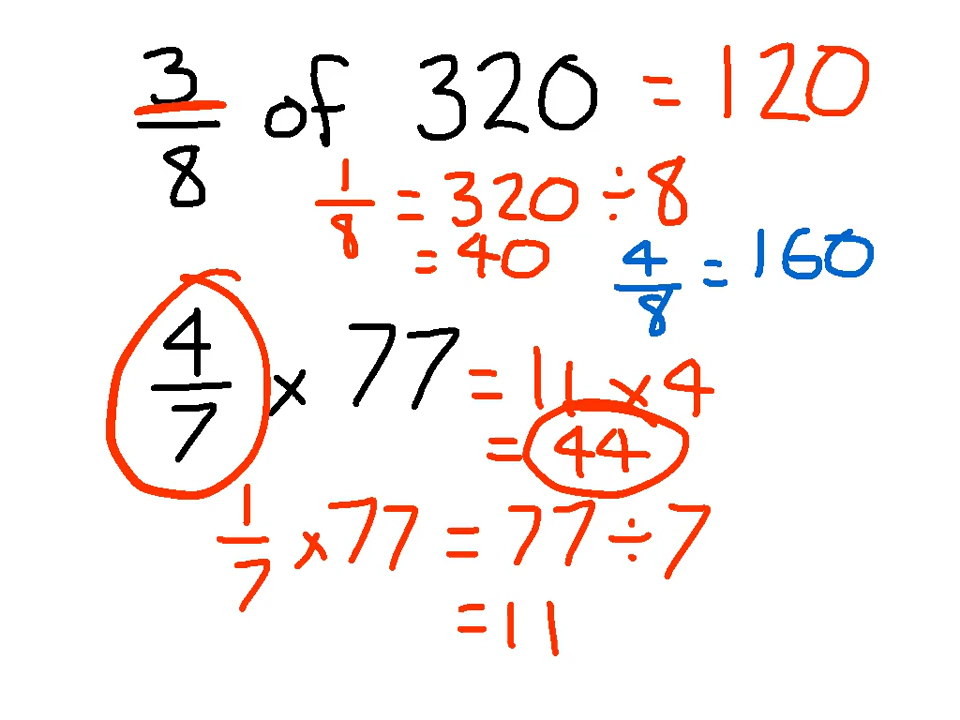 3/8 of 320 = 120
1/8 = 320 ÷ 8
= 40
4/8 = 160
4/7 × 77 = 11 × 4
= 44
1/7 × 77 = 77 ÷ 7
= 11